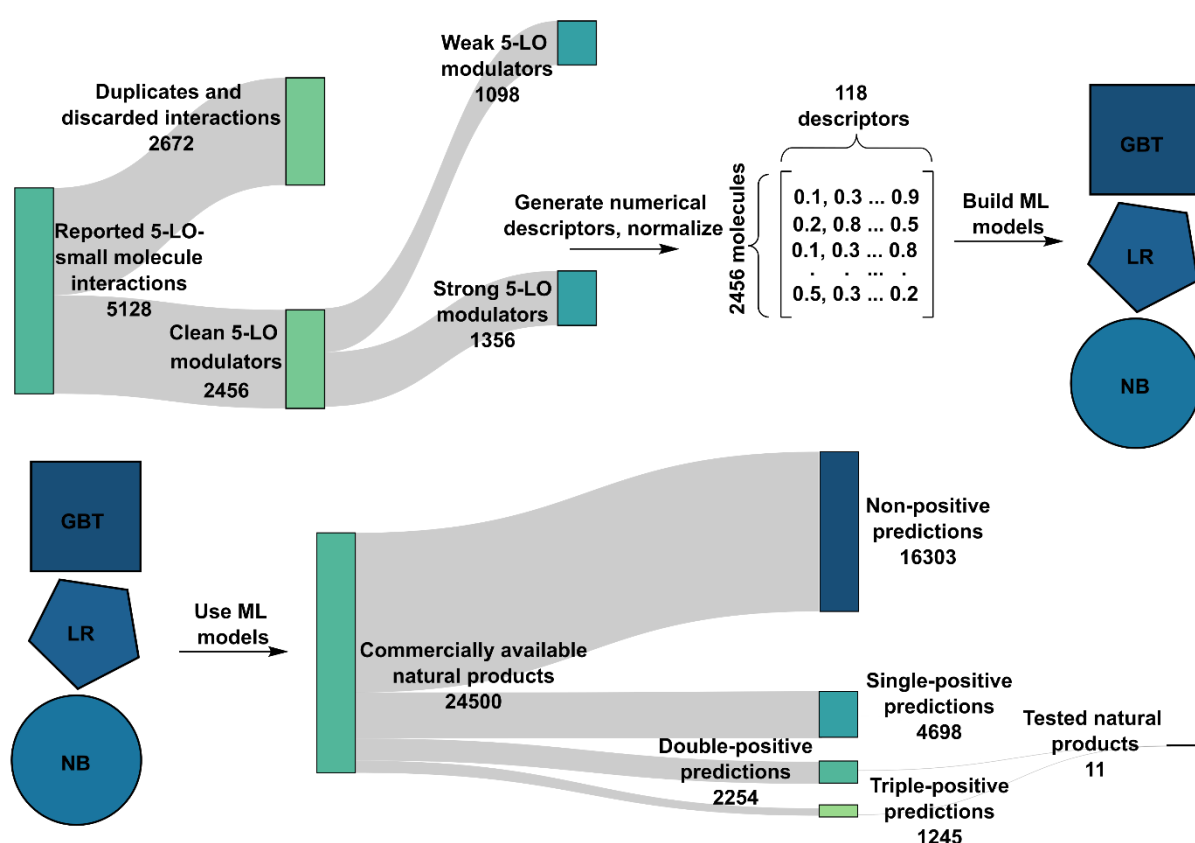 Duplicates and
discarded interactions
2672
Reported 5-LO-
small molecule
interactions
5128
Clean 5-LO
modulators
2456
Weak 5-LO
modulators
1098
Strong 5-LO
modulators
1356
Generate numerical
descriptors, normalize
118
descriptors
2456 molecules
0.1, 0.3 ... 0.9
0.2, 0.8 ... 0.5
0.1, 0.3 ... 0.8
. . ... .
0.5, 0.3 ... 0.2
Build ML
models
GBT
LR
NB
GBT
LR
NB
Use ML
models
Commercially available
natural products
24500
Non-positive
predictions
16303
Single-positive
predictions
4698
Double-positive
predictions
2254
Triple-positive
predictions
1245
Tested natural
products
11